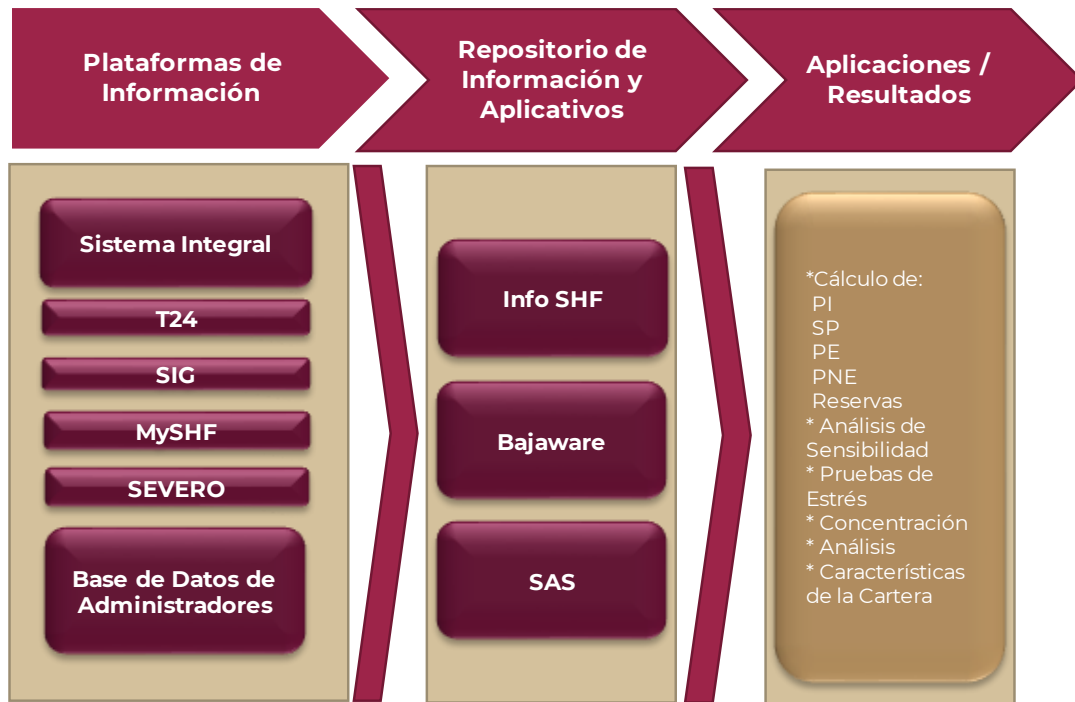 Plataformas de
Información
Repositorio de
Información y
Aplicativos
Aplicaciones /
Resultados
Sistema Integral
T24
SIG
MySHF
SEVERO
Base de Datos de
Administradores
Info SHF
Bajaware
SAS
*Cálculo de:
PI
SP
PE
PNE
Reservas
* Análisis de
Sensibilidad
* Pruebas de
Estrés
* Concentración
* Análisis
* Características
de la Cartera